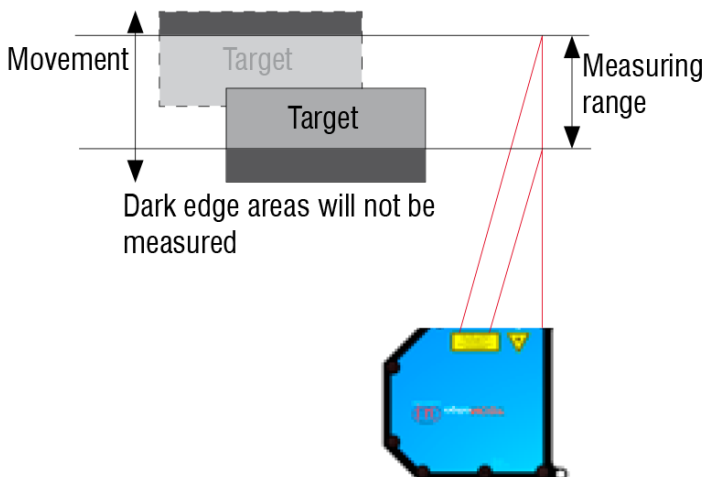 Movement
Target
Target
Measuring
range
Dark edge areas will not be
measured